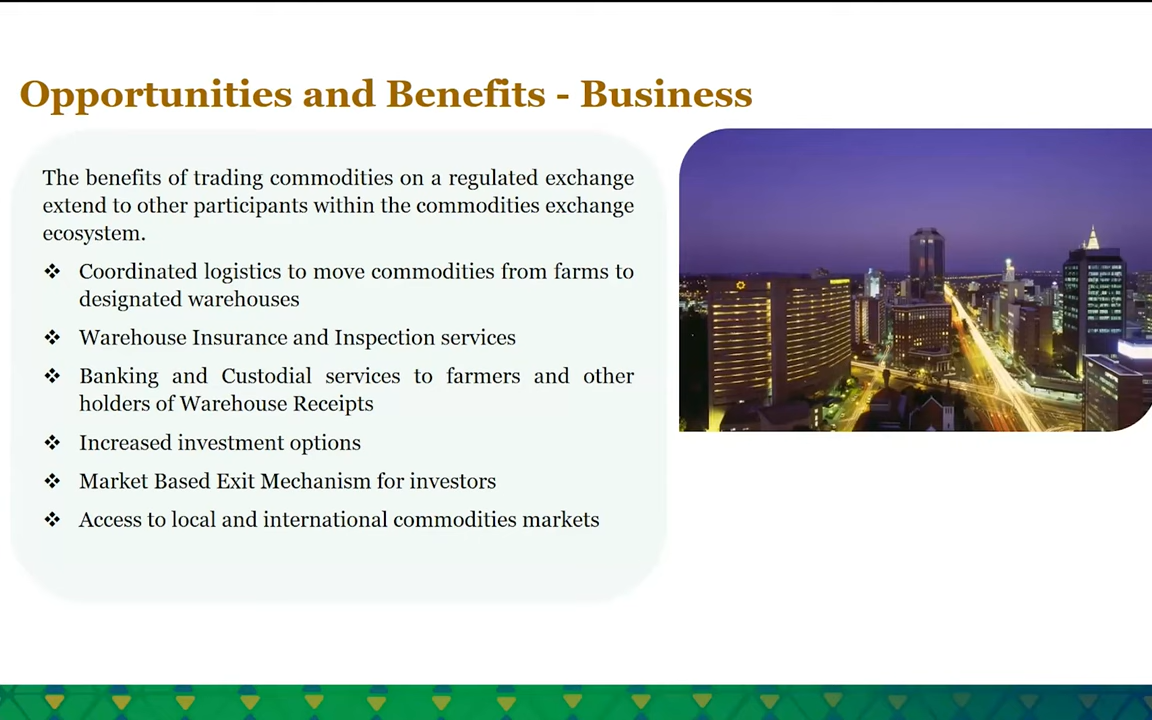 Opportunities and Benefits - Business
The benefits of trading commodities on a regulated exchange
extend to other participants within the commodities exchange
ecosystem.
❖ Coordinated logistics to move commodities from farms to
designated warehouses
❖ Warehouse Insurance and Inspection services
❖ Banking and Custodial services to farmers and other
holders of Warehouse Receipts
❖ Increased investment options
❖ Market Based Exit Mechanism for investors
❖ Access to local and international commodities markets